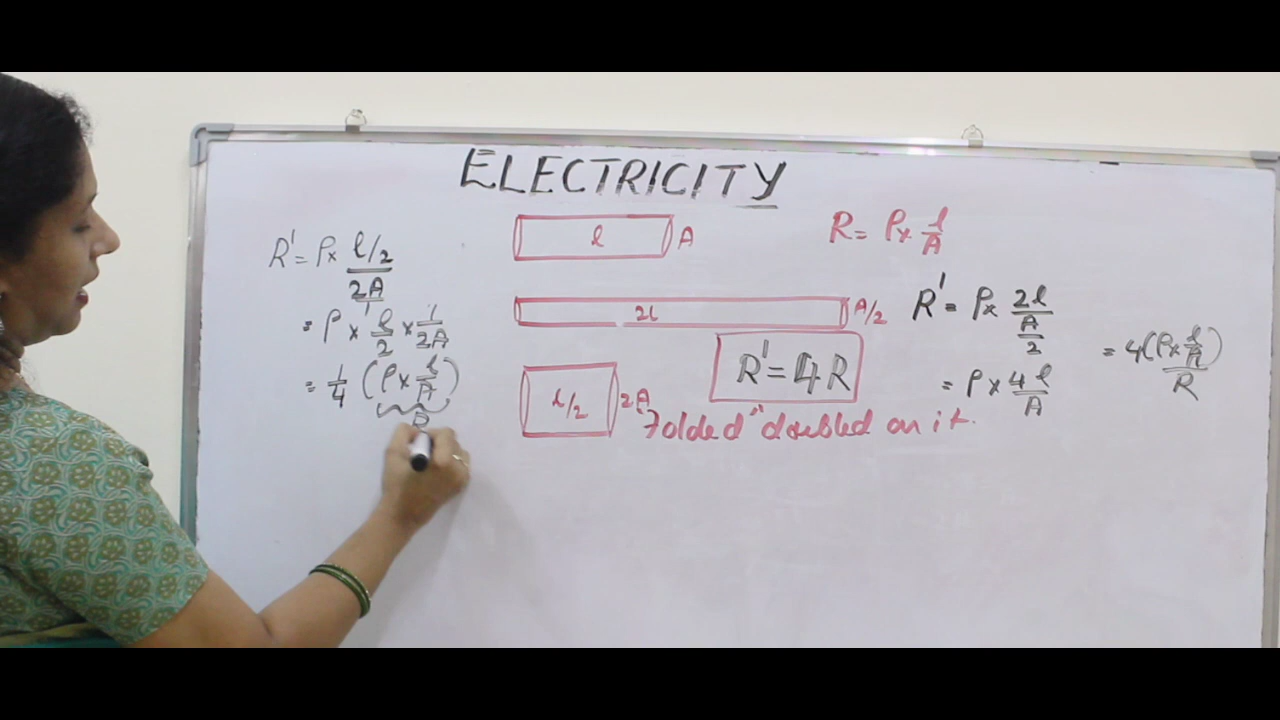 ELECTRICITY
l A
R = ρ × l/A
2l A/2
R' = ρ × 2l/(A/2)
= ρ × 4l/A
= 4(ρ × l/A)
R
R' = 4R
l/2 2A
Folded "doubled on it.
R' = ρ × (l/2)/2A
= ρ × l/2 × 1/2A
= 1/4 (ρ × l/A)
R